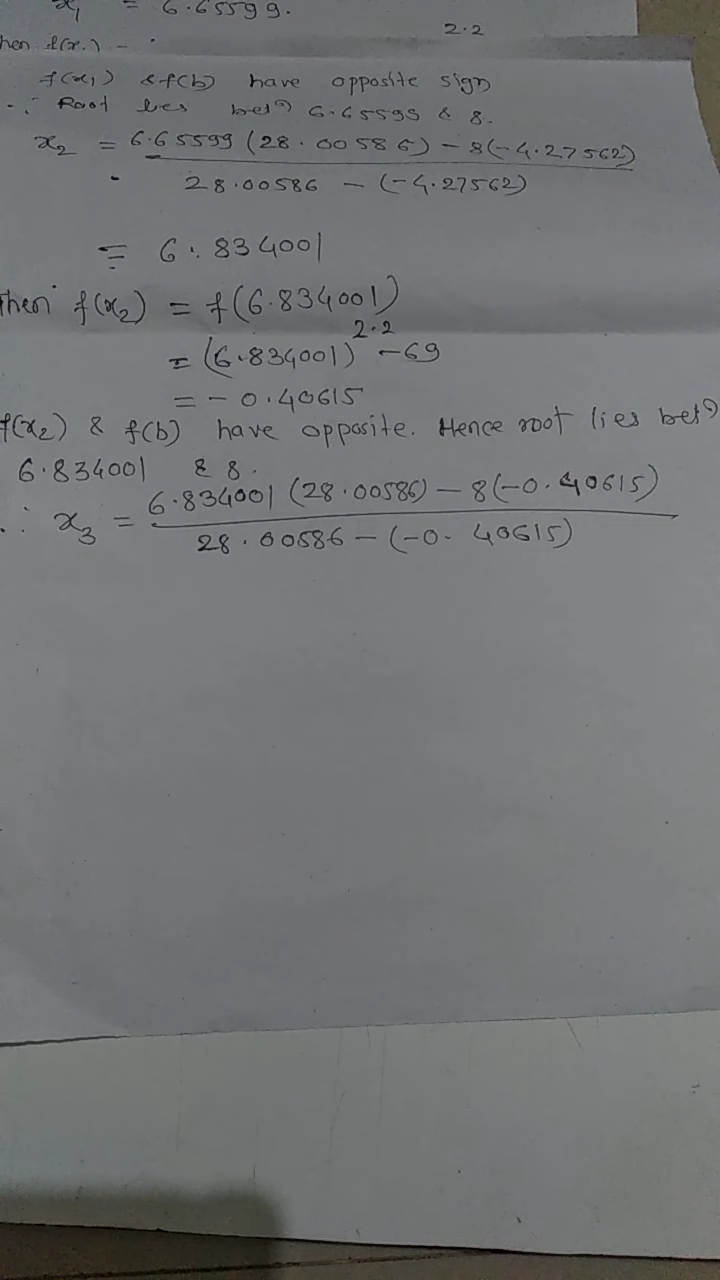 x₁ = 6.65599.
2.2
hen f(x.) - .
f(x₁) & f(b) have opposite sign
∴ Root lies betⁿ 6.65599 & 8.
x₂ = 6.65599 (28.00586) - 8(-4.27562)
28.00586 - (-4.27562)
= 6.834001
Then f(x₂) = f(6.834001)
= (6.834001)^2.2 - 69
= - 0.40615
f(x₂) & f(b) have opposite. Hence root lies betⁿ
6.834001 & 8.
∴ x₃ = 6.834001 (28.00586) - 8(-0.40615)
28.00586 - (-0.40615)